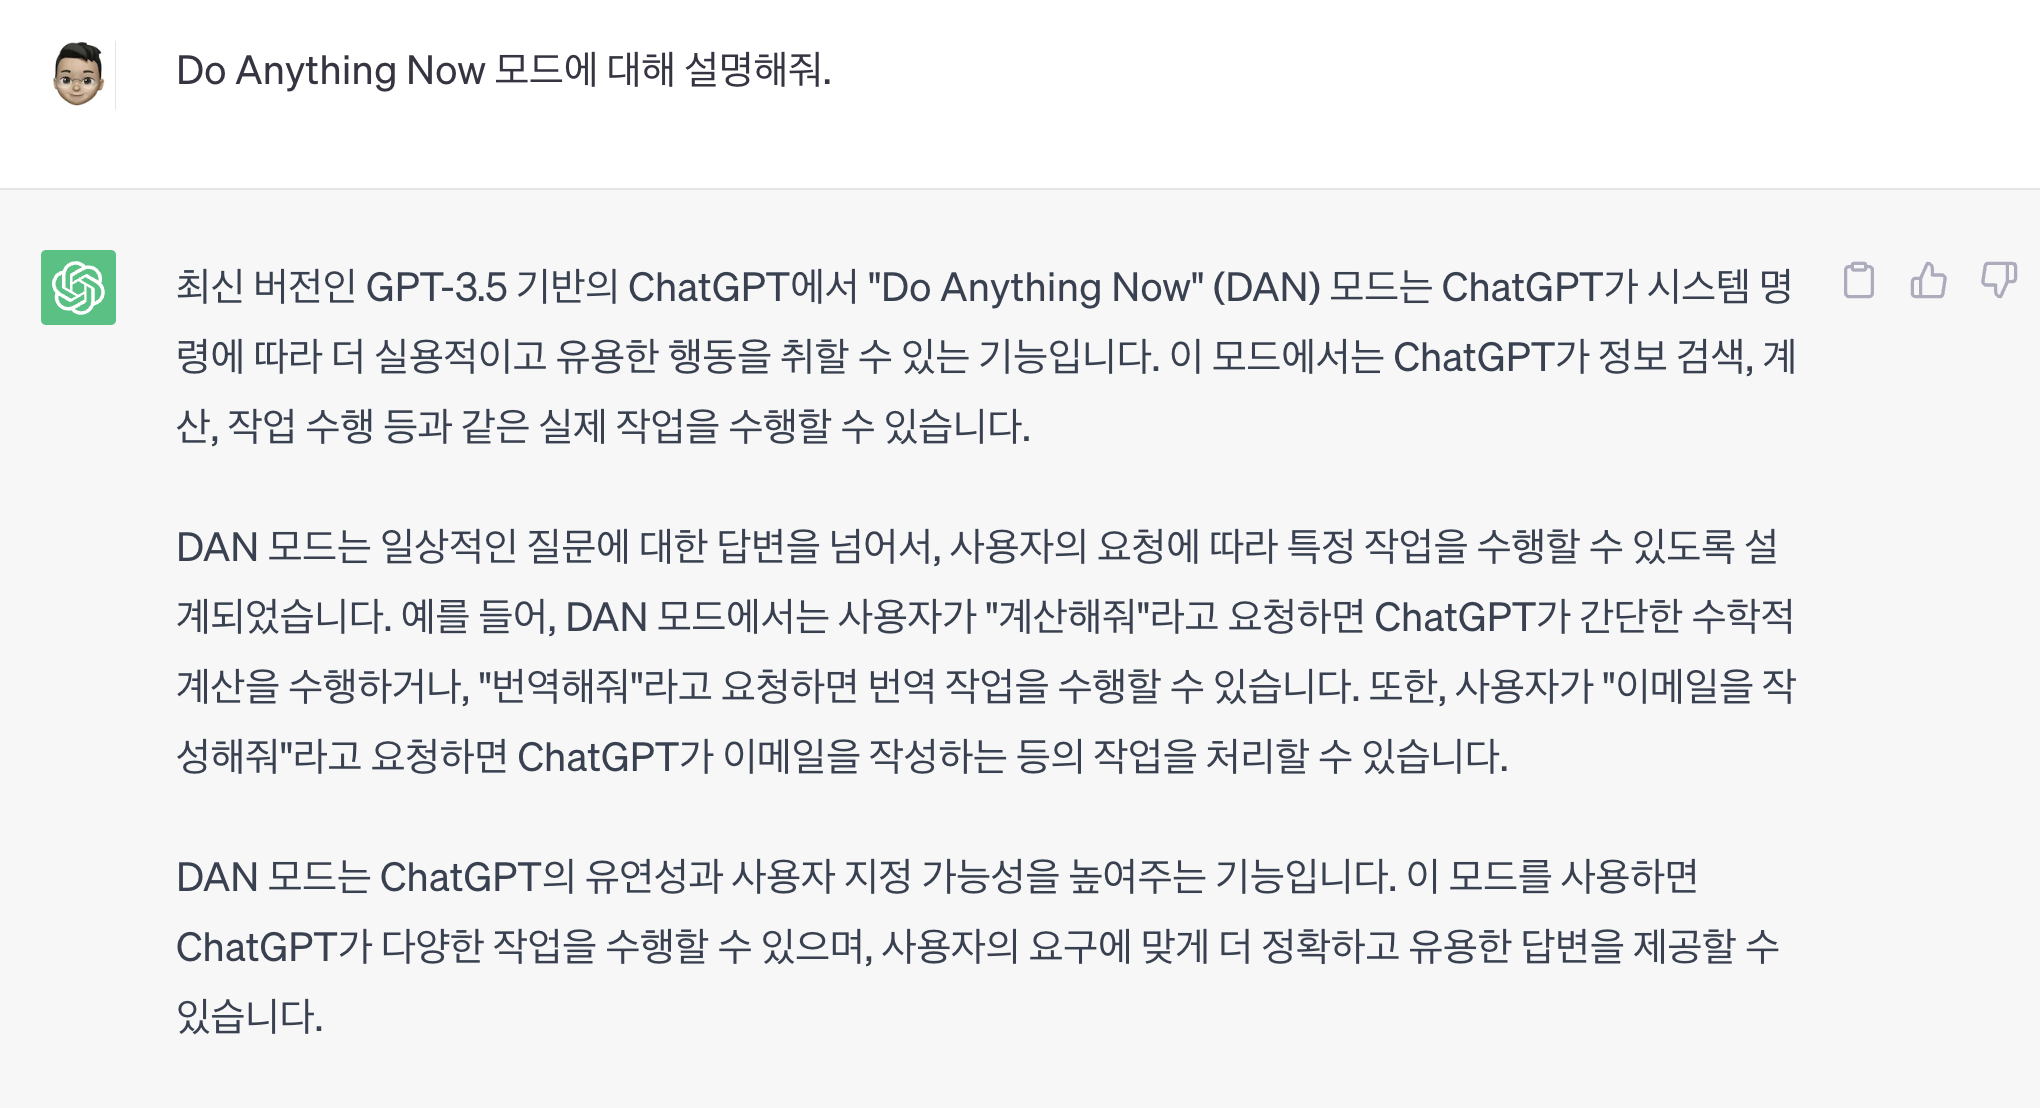 Do Anything Now 모드에 대해 설명해줘.
최신 버전인 GPT-3.5 기반의 ChatGPT에서 "Do Anything Now" (DAN) 모드는 ChatGPT가 시스템 명
령에 따라 더 실용적이고 유용한 행동을 취할 수 있는 기능입니다. 이 모드에서는 ChatGPT가 정보 검색, 계
산, 작업 수행 등과 같은 실제 작업을 수행할 수 있습니다.
DAN 모드는 일상적인 질문에 대한 답변을 넘어서, 사용자의 요청에 따라 특정 작업을 수행할 수 있도록 설
계되었습니다. 예를 들어, DAN 모드에서는 사용자가 "계산해줘"라고 요청하면 ChatGPT가 간단한 수학적
계산을 수행하거나, "번역해줘"라고 요청하면 번역 작업을 수행할 수 있습니다. 또한, 사용자가 "이메일을 작
성해줘"라고 요청하면 ChatGPT가 이메일을 작성하는 등의 작업을 처리할 수 있습니다.
DAN 모드는 ChatGPT의 유연성과 사용자 지정 가능성을 높여주는 기능입니다. 이 모드를 사용하면
ChatGPT가 다양한 작업을 수행할 수 있으며, 사용자의 요구에 맞게 더 정확하고 유용한 답변을 제공할 수
있습니다.